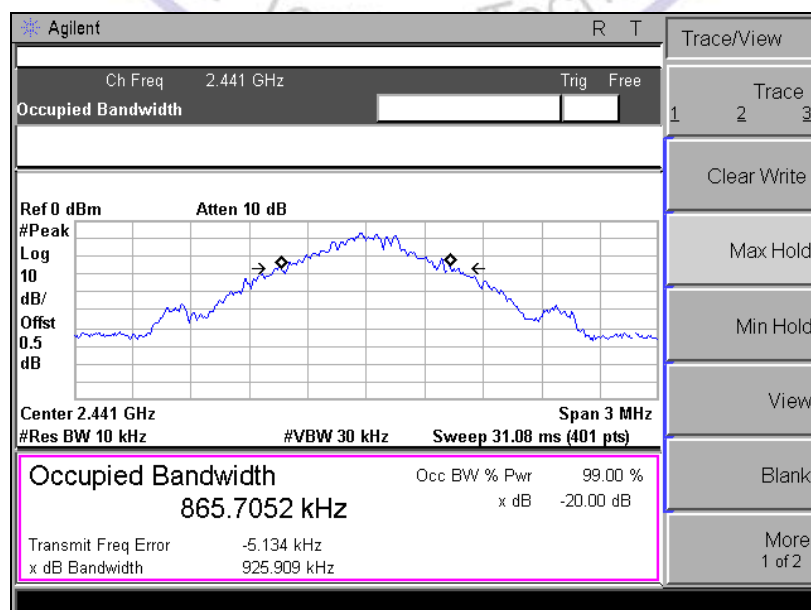 Agilent R T
Trace/View
Ch Freq 2.441 GHz Trig Free
Occupied Bandwidth
Trace
1 2 3
Clear Write
Max Hold
Min Hold
View
Blank
More
1 of 2
Ref 0 dBm Atten 10 dB
#Peak
Log
10
dB/
Offst
0.5
dB
Center 2.441 GHz Span 3 MHz
#Res BW 10 kHz #VBW 30 kHz Sweep 31.08 ms (401 pts)
Occupied Bandwidth
865.7052 kHz
Occ BW % Pwr 99.00 %
x dB -20.00 dB
Transmit Freq Error -5.134 kHz
x dB Bandwidth 925.909 kHz